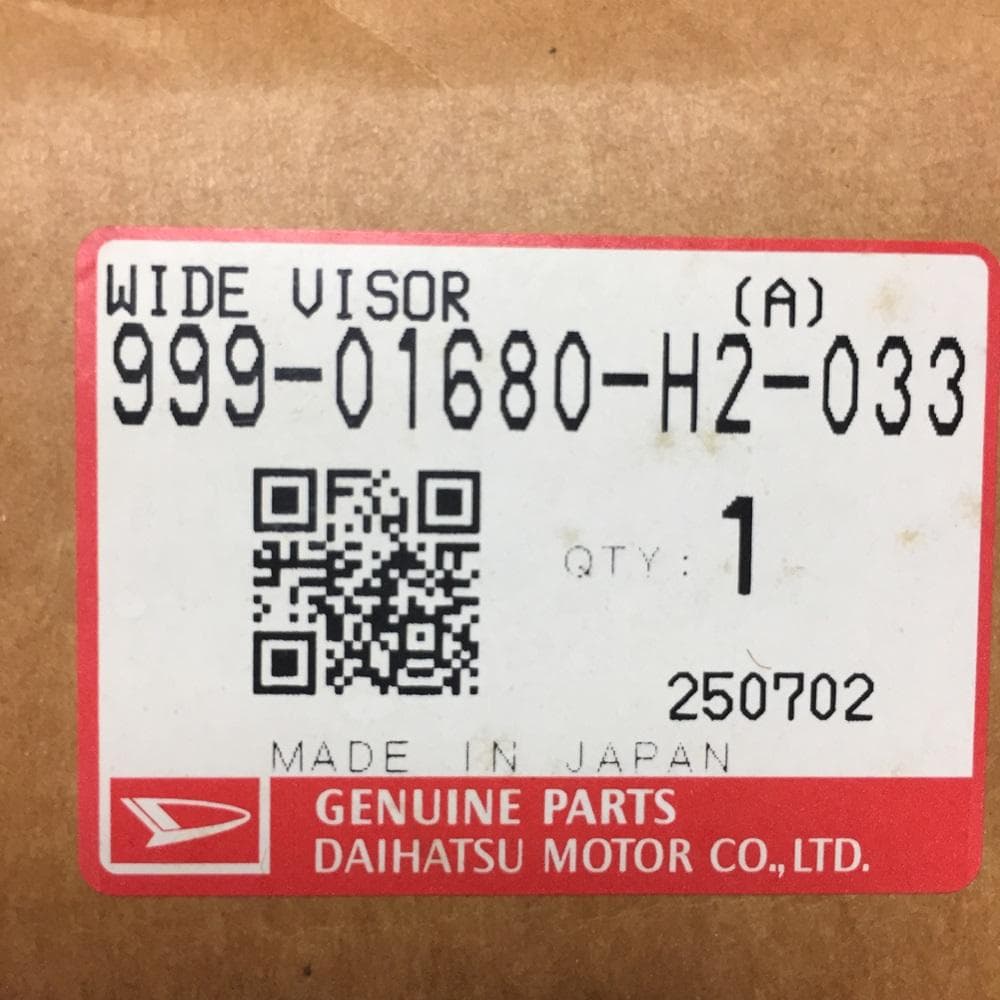 WIDE VISOR (A)
999-01680-H2-033
QTY: 1
250702
MADE IN JAPAN
GENUINE PARTS
DAIHATSU MOTOR CO.,LTD.